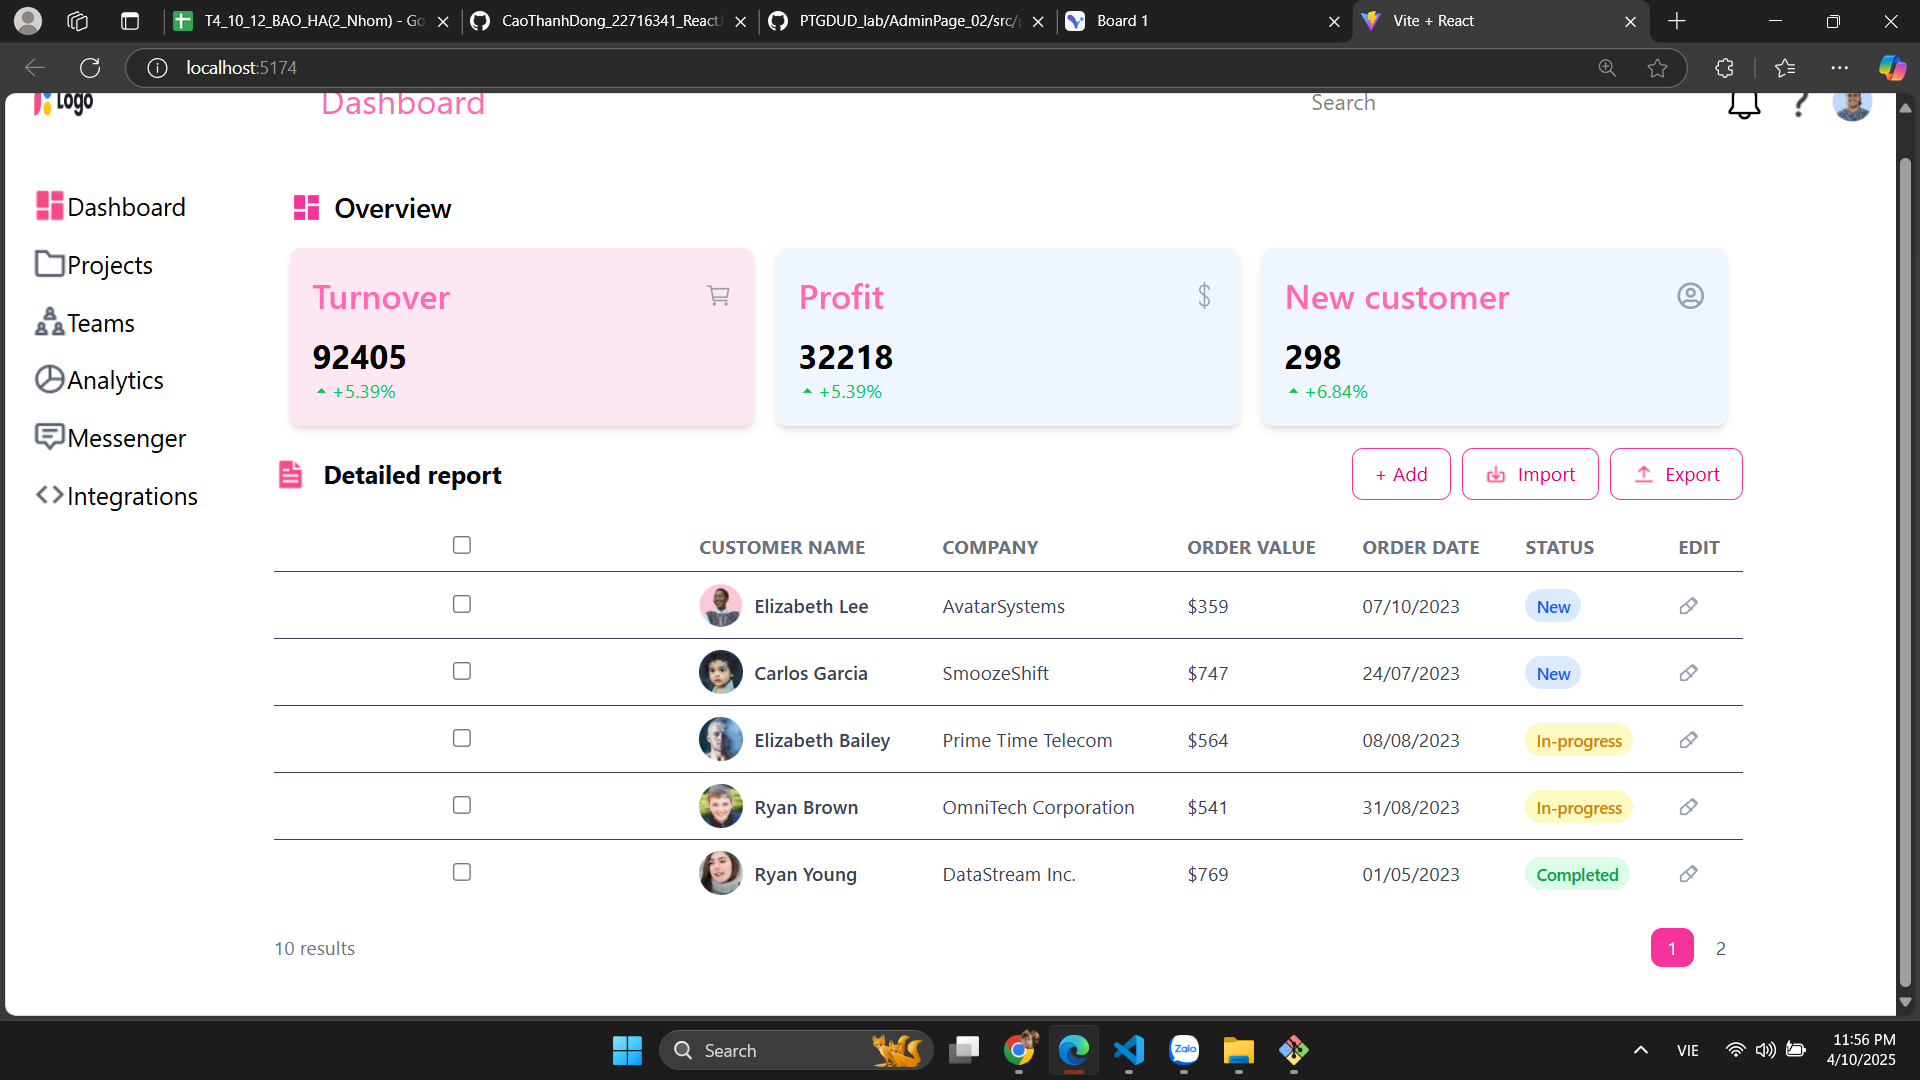 T4_10_12_BAO_HA(2_Nhom) - Go
CaoThanhDong_22716341_ReactJ
PTGDUD_lab/AdminPage_02/src/
Board 1
Vite + React
localhost:5174
Logo
Dashboard
Search
Dashboard
Projects
Teams
Analytics
Messenger
Integrations
Overview
Turnover
92405
+5.39%
Profit
32218
+5.39%
New customer
298
+6.84%
Detailed report
+ Add
Import
Export
CUSTOMER NAME COMPANY ORDER VALUE ORDER DATE STATUS EDIT
Elizabeth Lee AvatarSystems $359 07/10/2023 New
Carlos Garcia SmoozeShift $747 24/07/2023 New
Elizabeth Bailey Prime Time Telecom $564 08/08/2023 In-progress
Ryan Brown OmniTech Corporation $541 31/08/2023 In-progress
Ryan Young DataStream Inc. $769 01/05/2023 Completed
10 results
1 2
Search
Zalo
VIE
11:56 PM
4/10/2025